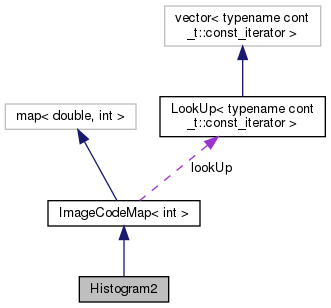 vector< typename cont
_t::const_iterator >
map< double, int >
LookUp< typename cont
_t::const_iterator >
lookUp
ImageCodeMap< int >
Histogram2